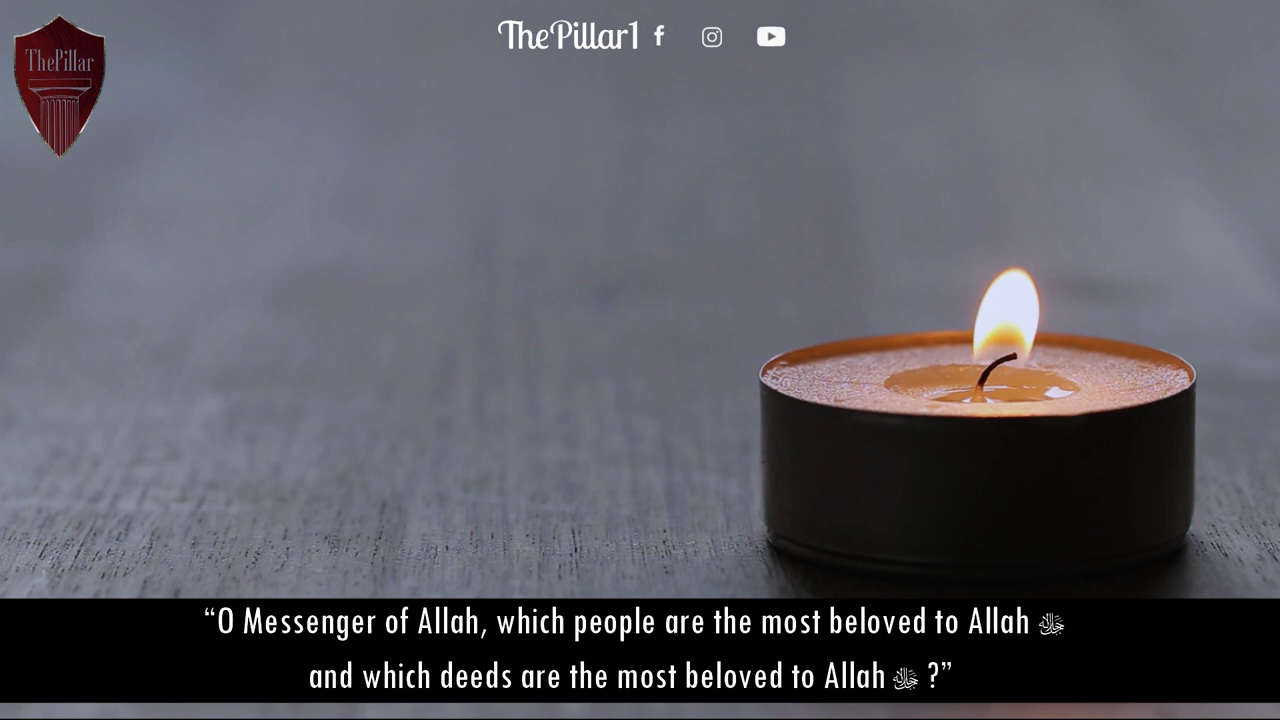 ThePillar1
ThePillar
“O Messenger of Allah, which people are the most beloved to Allah ﷻ
and which deeds are the most beloved to Allah ﷻ ?”